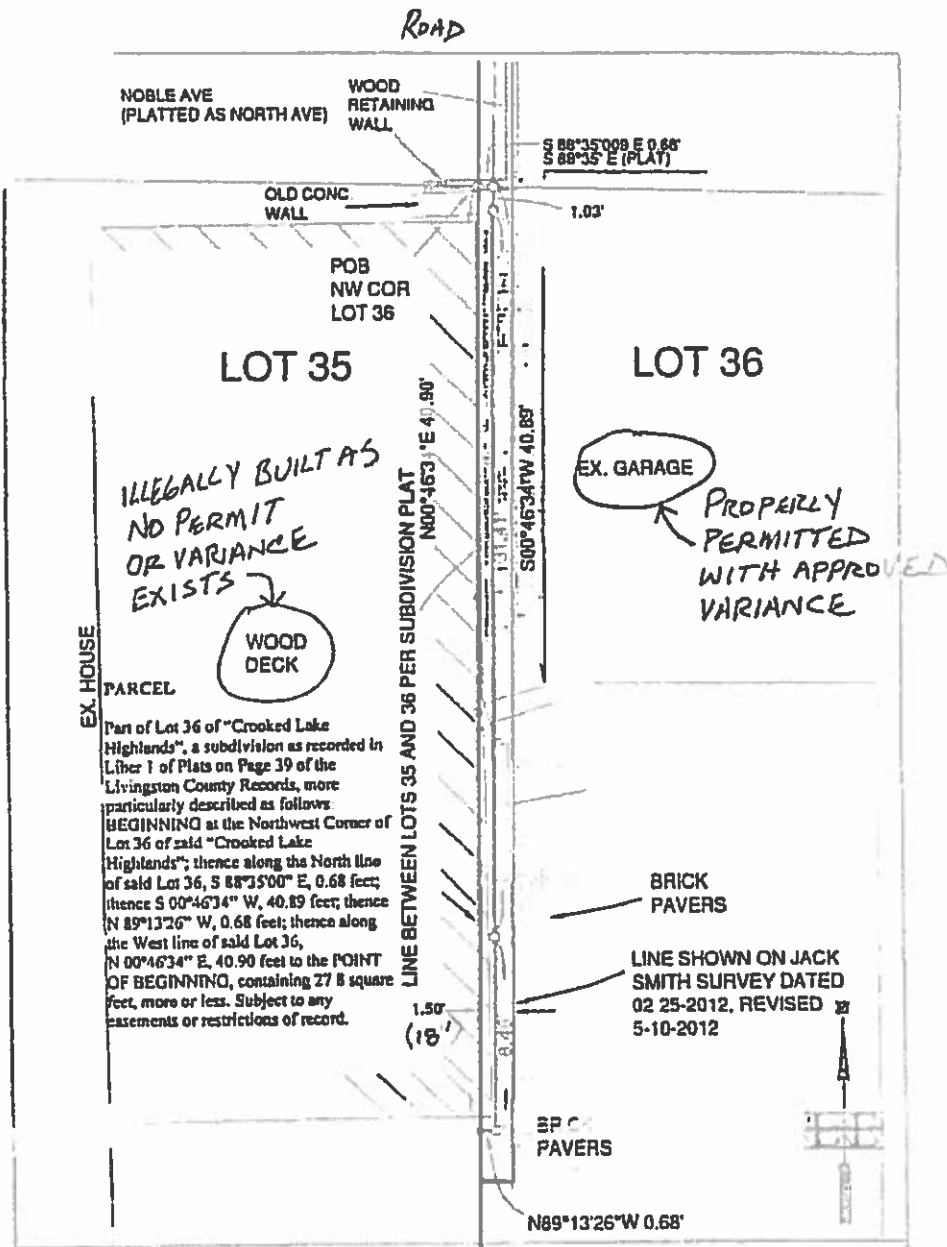 ROAD
NOBLE AVE
(PLATTED AS NORTH AVE)
WOOD
RETAINING
WALL
S 88°35'009 E 0.68'
S 88°35' E (PLAT)
OLD CONC
WALL
1.03'
POB
NW COR
LOT 36
LOT 35
LOT 36
LINE BETWEEN LOTS 35 AND 36 PER SUBDIVISION PLAT
N00°46'3 "E 40.90'
S00°46'34"W 40.89'
EX. GARAGE
PROPERLY
PERMITTED
WITH APPROVED
VARIANCE
ILLEGALLY BUILT AS
NO PERMIT
OR VARIANCE
EXISTS
WOOD
DECK
EX. HOUSE
PARCEL
Part of Lot 36 of "Crooked Lake
Highlands", a subdivision as recorded in
Liber 1 of Plats on Page 39 of the
Livingston County Records, more
particularly described as follows
BEGINNING at the Northwest Corner of
Lot 36 of said "Crooked Lake
Highlands"; thence along the North line
of said Lot 36, S 88°35'00" E, 0.68 feet;
thence S 00°46'34" W, 40.89 feet; thence
N 89°13'26" W, 0.68 feet; thence along
the West line of said Lot 36,
N 00°46'34" E, 40.90 feet to the POINT
OF BEGINNING, containing 27 8 square
feet, more or less. Subject to any
easements or restrictions of record.
BRICK
PAVERS
LINE SHOWN ON JACK
SMITH SURVEY DATED
02 25-2012, REVISED
5-10-2012
1.50'
(18"
PAVERS
N89°13'26"W 0.68'